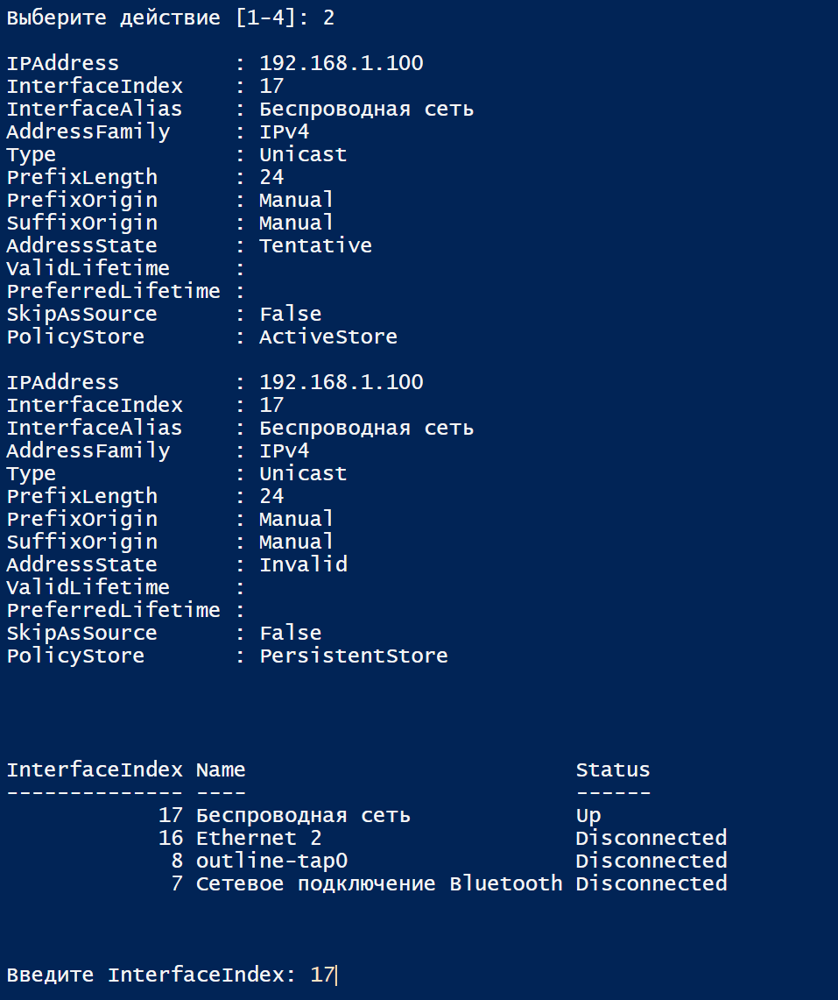 Выберите действие [1-4]: 2
IPAddress : 192.168.1.100
InterfaceIndex : 17
InterfaceAlias : Беспроводная сеть
AddressFamily : IPv4
Type : Unicast
PrefixLength : 24
PrefixOrigin : Manual
SuffixOrigin : Manual
AddressState : Tentative
ValidLifetime :
PreferredLifetime :
SkipAsSource : False
PolicyStore : ActiveStore
IPAddress : 192.168.1.100
InterfaceIndex : 17
InterfaceAlias : Беспроводная сеть
AddressFamily : IPv4
Type : Unicast
PrefixLength : 24
PrefixOrigin : Manual
SuffixOrigin : Manual
AddressState : Invalid
ValidLifetime :
PreferredLifetime :
SkipAsSource : False
PolicyStore : PersistentStore
InterfaceIndex Name Status
-------------- ---- ------
17 Беспроводная сеть Up
16 Ethernet 2 Disconnected
8 outline-tap0 Disconnected
7 Сетевое подключение Bluetooth Disconnected
Введите InterfaceIndex: 17